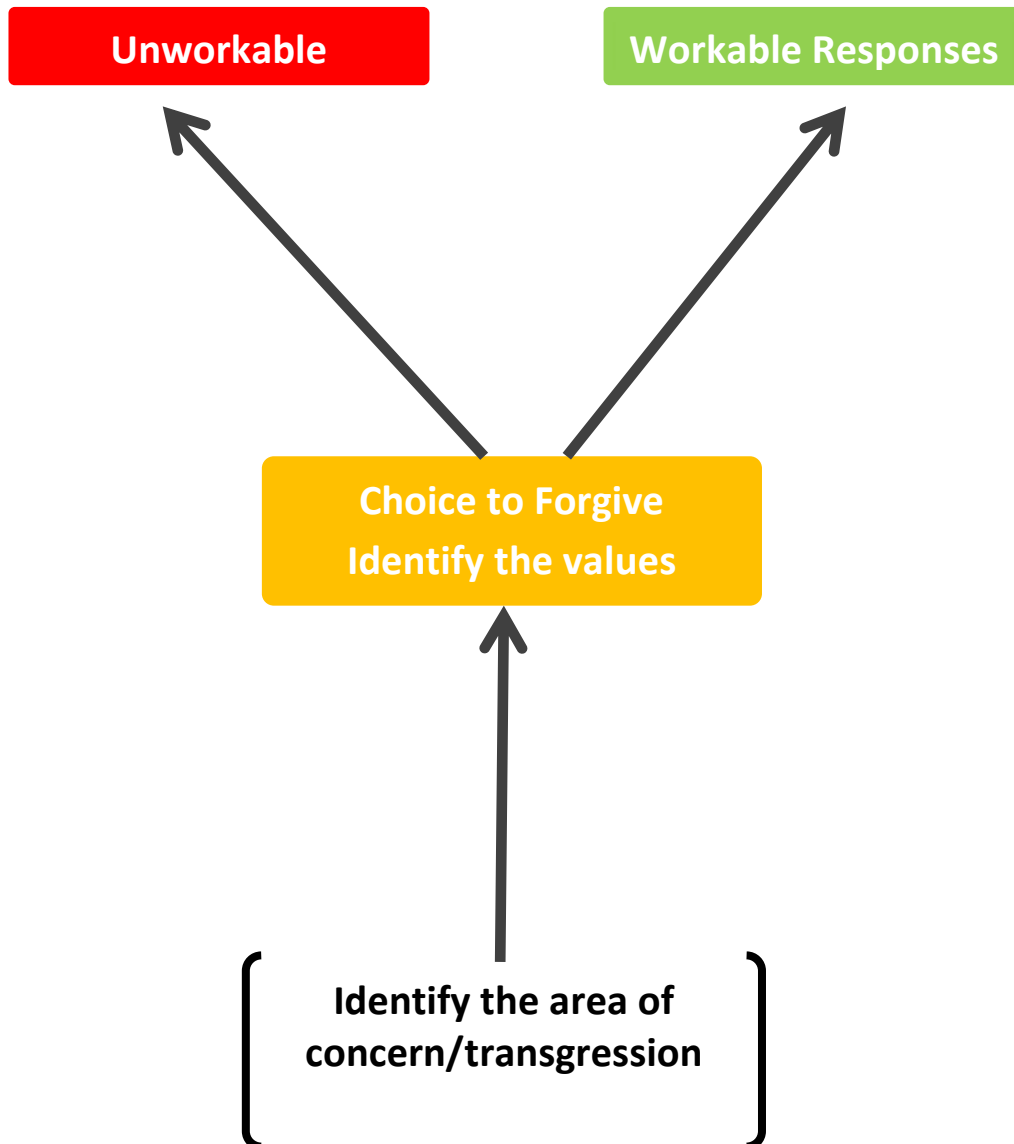 Unworkable
Workable Responses
Choice to Forgive
Identify the values
Identify the area of
concern/transgression